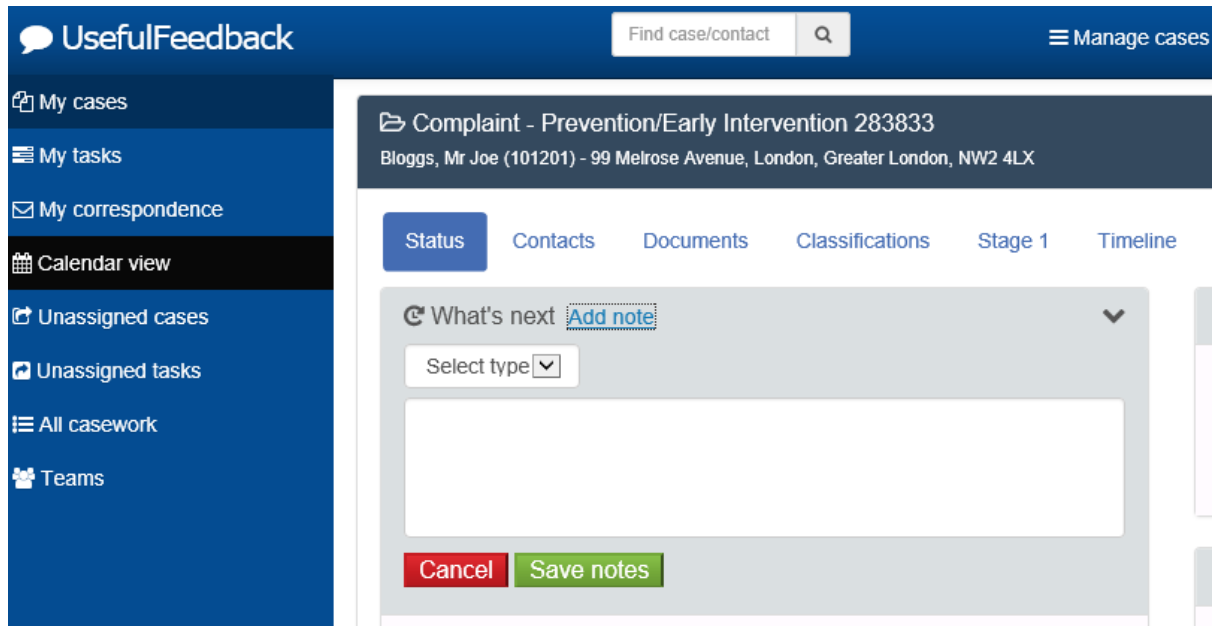 UsefulFeedback
Find case/contact
Manage cases
My cases
My tasks
My correspondence
Calendar view
Unassigned cases
Unassigned tasks
All casework
Teams
Complaint - Prevention/Early Intervention 283833
Bloggs, Mr Joe (101201) - 99 Melrose Avenue, London, Greater London, NW2 4LX
Status Contacts Documents Classifications Stage 1 Timeline
What's next Add note
Select type
Cancel Save notes